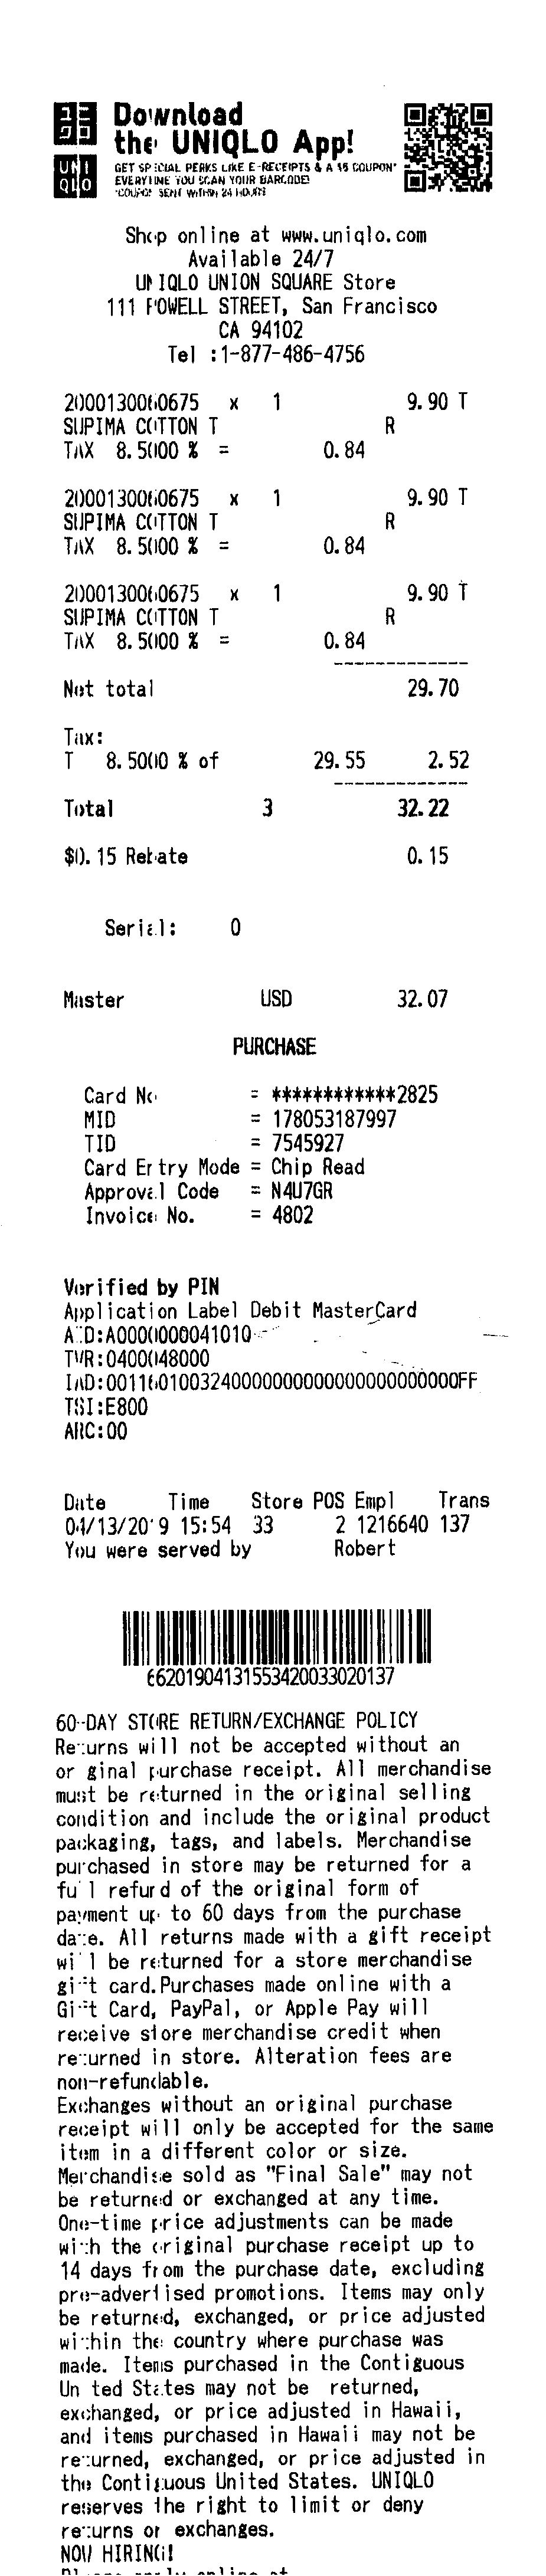 Download
the UNIQLO App!
GET SPECIAL PERKS LIKE E-RECEIPTS & A $5 COUPON*
EVERYTIME YOU SCAN YOUR BARCODE!
*COUPON SENT WITHIN 24 HOURS
UNI
QLO
Shop online at www.uniqlo.com
Available 24/7
UNIQLO UNION SQUARE Store
111 POWELL STREET, San Francisco
CA 94102
Tel :1-877-486-4756
2000130060675 x 1 9.90 T
SUPIMA COTTON T R
TAX 8.5000 % = 0.84
2000130060675 x 1 9.90 T
SUPIMA COTTON T R
TAX 8.5000 % = 0.84
2000130060675 x 1 9.90 T
SUPIMA COTTON T R
TAX 8.5000 % = 0.84
Net total 29.70
Tax:
T 8.5000 % of 29.55 2.52
Total 3 32.22
$0.15 Rebate 0.15
Serial: 0
Master USD 32.07
PURCHASE
Card No = ************2825
MID = 178053187997
TID = 7545927
Card Entry Mode = Chip Read
Approval Code = N4U7GR
Invoice No. = 4802
Verified by PIN
Application Label Debit MasterCard
AID:A0000000041010
TVR:0400048000
IAD:
TSI:E800
ARC:00
Date Time Store POS Empl Trans
04/13/2019 15:54 33 2 1216640 137
You were served by Robert
66201904131553420033020137
60-DAY STORE RETURN/EXCHANGE POLICY
Returns will not be accepted without an
original purchase receipt. All merchandise
must be returned in the original selling
condition and include the original product
packaging, tags, and labels. Merchandise
purchased in store may be returned for a
full refund of the original form of
payment up to 60 days from the purchase
date. All returns made with a gift receipt
will be returned for a store merchandise
gift card.Purchases made online with a
Gift Card, PayPal, or Apple Pay will
receive store merchandise credit when
returned in store. Alteration fees are
non-refundable.
Exchanges without an original purchase
receipt will only be accepted for the same
item in a different color or size.
Merchandise sold as "Final Sale" may not
be returned or exchanged at any time.
One-time price adjustments can be made
with the original purchase receipt up to
14 days from the purchase date, excluding
pre-advertised promotions. Items may only
be returned, exchanged, or price adjusted
within the country where purchase was
made. Items purchased in the Contiguous
United States may not be returned,
exchanged, or price adjusted in Hawaii,
and items purchased in Hawaii may not be
returned, exchanged, or price adjusted in
the Contiguous United States. UNIQLO
reserves the right to limit or deny
returns or exchanges.
NOW HIRING!